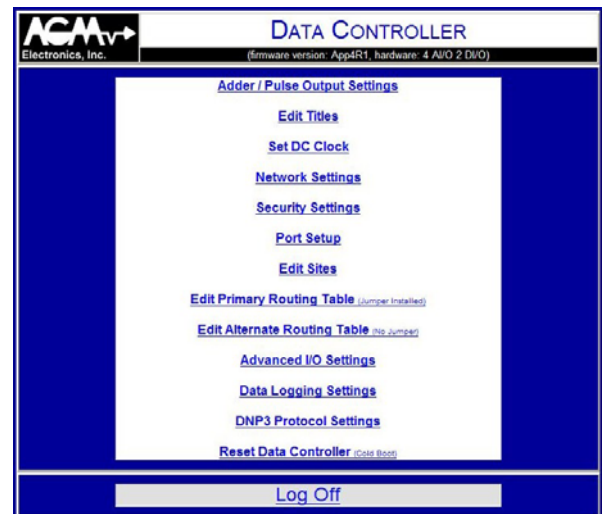 ACM
Electronics, Inc.
DATA CONTROLLER
(firmware version: App4R1, hardware: 4 AI/O 2 DI/O)
Adder / Pulse Output Settings
Edit Titles
Set DC Clock
Network Settings
Security Settings
Port Setup
Edit Sites
Edit Primary Routing Table (Jumper Installed)
Edit Alternate Routing Table (No Jumper)
Advanced I/O Settings
Data Logging Settings
DNP3 Protocol Settings
Reset Data Controller (Cold Boot)
Log Off